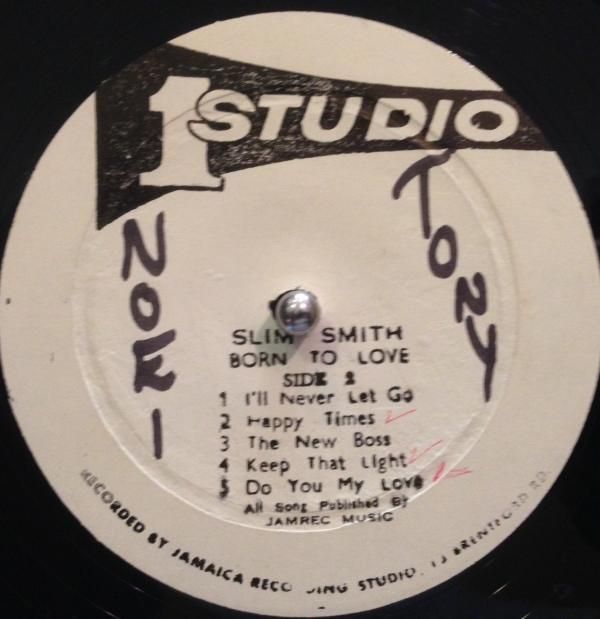 1 STUDIO
TONY
SLIM SMITH
BORN TO LOVE
SIDE 2
1 I'll Never Let Go
2 Happy Times
3 The New Boss
4 Keep That Light
5 Do You My Love
All Song Published By
JAMREC MUSIC
RECORDED BY JAMAICA RECORDING STUDIO. 13 BRENTFORD RD.